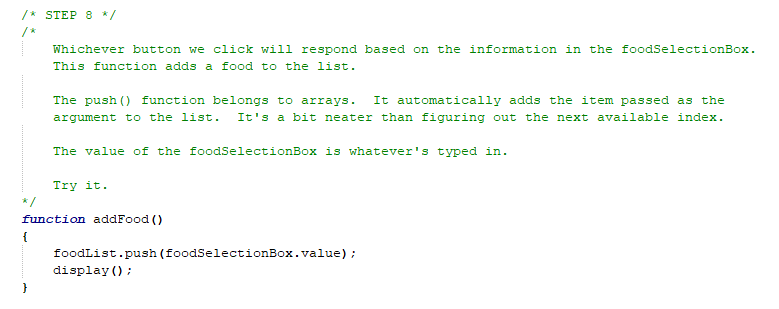 /* STEP 8 */
/*
Whichever button we click will respond based on the information in the foodSelectionBox.
This function adds a food to the list.
The push() function belongs to arrays.  It automatically adds the item passed as the
argument to the list.  It's a bit neater than figuring out the next available index.
The value of the foodSelectionBox is whatever's typed in.
Try it.
*/
function addFood()
{
foodList.push(foodSelectionBox.value);
display();
}